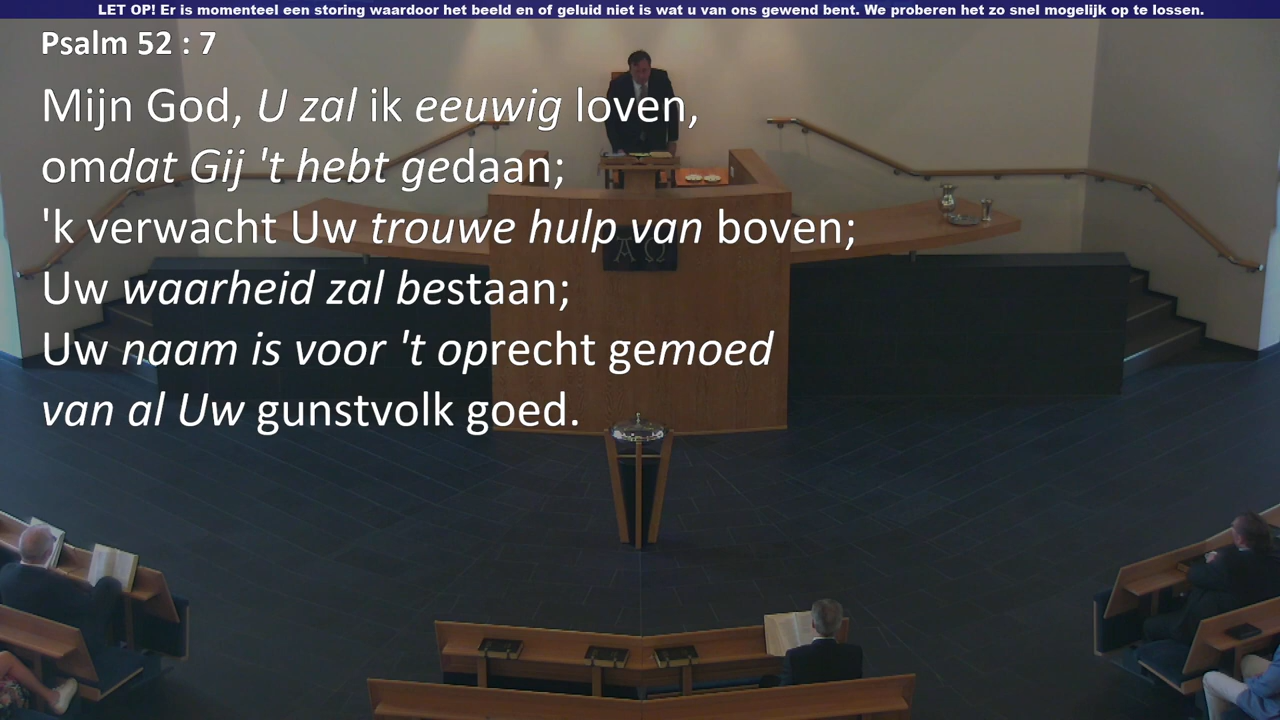 LET OP! Er is momenteel een storing waardoor het beeld en of geluid niet is wat u van ons gewend bent. We proberen het zo snel mogelijk op te lossen.
Psalm 52 : 7
Mijn God, U zal ik eeuwig loven,
omdat Gij 't hebt gedaan;
'k verwacht Uw trouwe hulp van boven;
Uw waarheid zal bestaan;
Uw naam is voor 't oprecht gemoed
van al Uw gunstvolk goed.
Α Ω